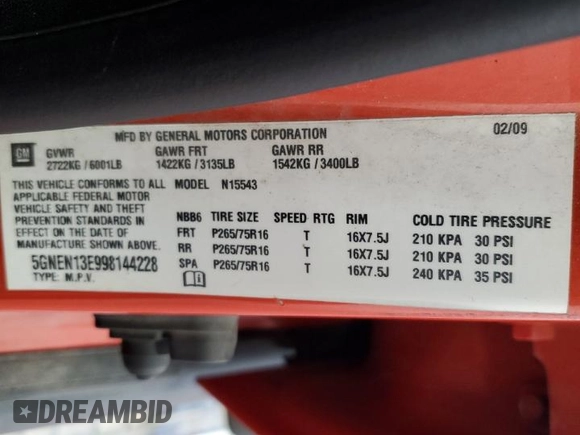 MFD BY GENERAL MOTORS CORPORATION 02/09
GM
GVWR GAWR FRT GAWR RR
2722KG / 6001LB 1422KG / 3135LB 1542KG / 3400LB
THIS VEHICLE CONFORMS TO ALL
APPLICABLE FEDERAL MOTOR
VEHICLE SAFETY AND THEFT
PREVENTION STANDARDS IN
EFFECT ON THE DATE OF
MANUFACTURE SHOWN ABOVE.
5GNEN13E998144228
TYPE: M.P.V.
MODEL N15543
NBB6 TIRE SIZE SPEED RTG RIM COLD TIRE PRESSURE
FRT P265/75R16 T 16X7.5J 210 KPA 30 PSI
RR P265/75R16 T 16X7.5J 210 KPA 30 PSI
SPA P265/75R16 T 16X7.5J 240 KPA 35 PSI
DREAMBID